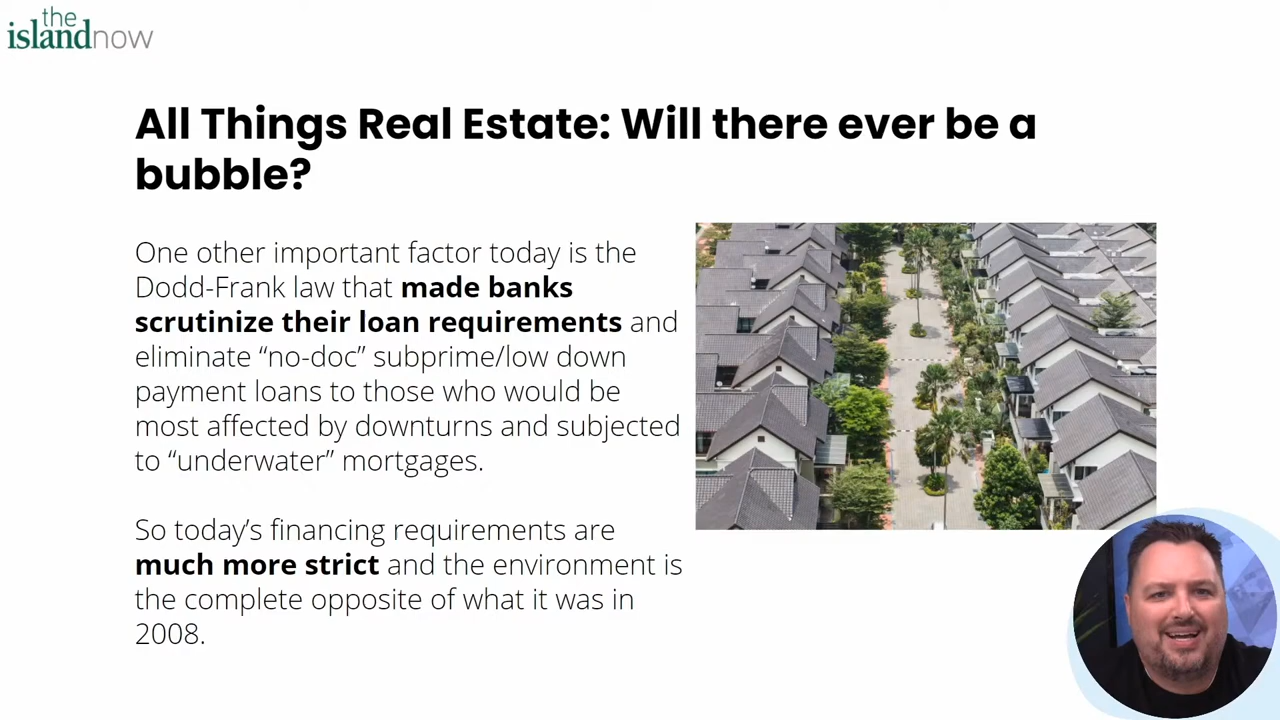 the
islandnow
All Things Real Estate: Will there ever be a
bubble?
One other important factor today is the
Dodd-Frank law that made banks
scrutinize their loan requirements and
eliminate “no-doc” subprime/low down
payment loans to those who would be
most affected by downturns and subjected
to “underwater” mortgages.
So today’s financing requirements are
much more strict and the environment is
the complete opposite of what it was in
2008.